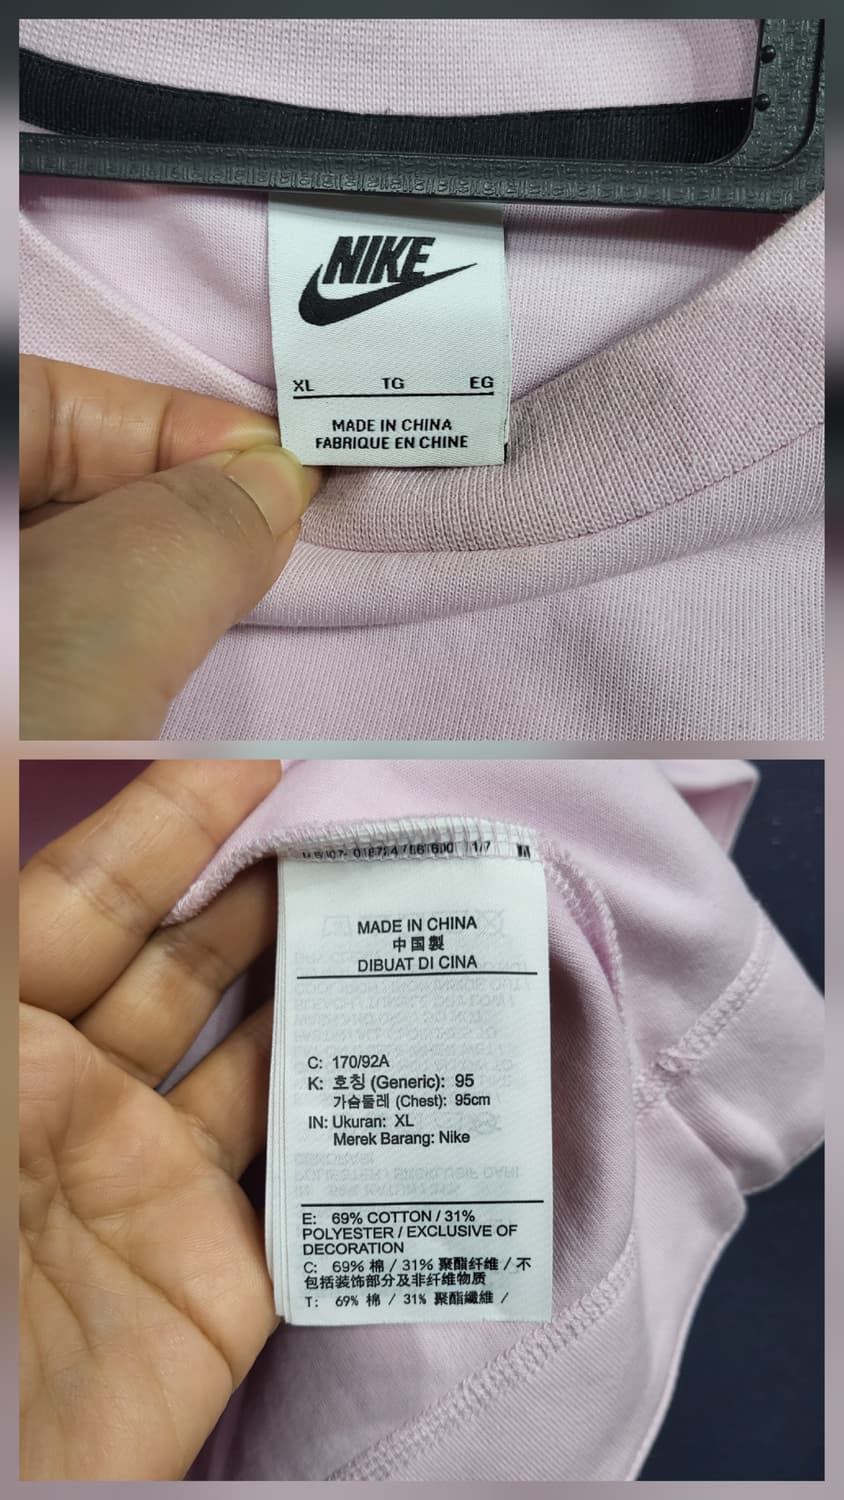 NIKE
XL TG EG
MADE IN CHINA
FABRIQUE EN CHINE
MADE IN CHINA
中国製
DIBUAT DI CINA
C: 170/92A
K: 호칭 (Generic): 95
가슴둘레 (Chest): 95cm
IN: Ukuran: XL
Merek Barang: Nike
E: 69% COTTON / 31%
POLYESTER / EXCLUSIVE OF
DECORATION
C: 69% 棉 / 31% 聚酯纤维 / 不
包括装饰部分及非纤维物质
T: 69% 棉 / 31% 聚酯纖維 /